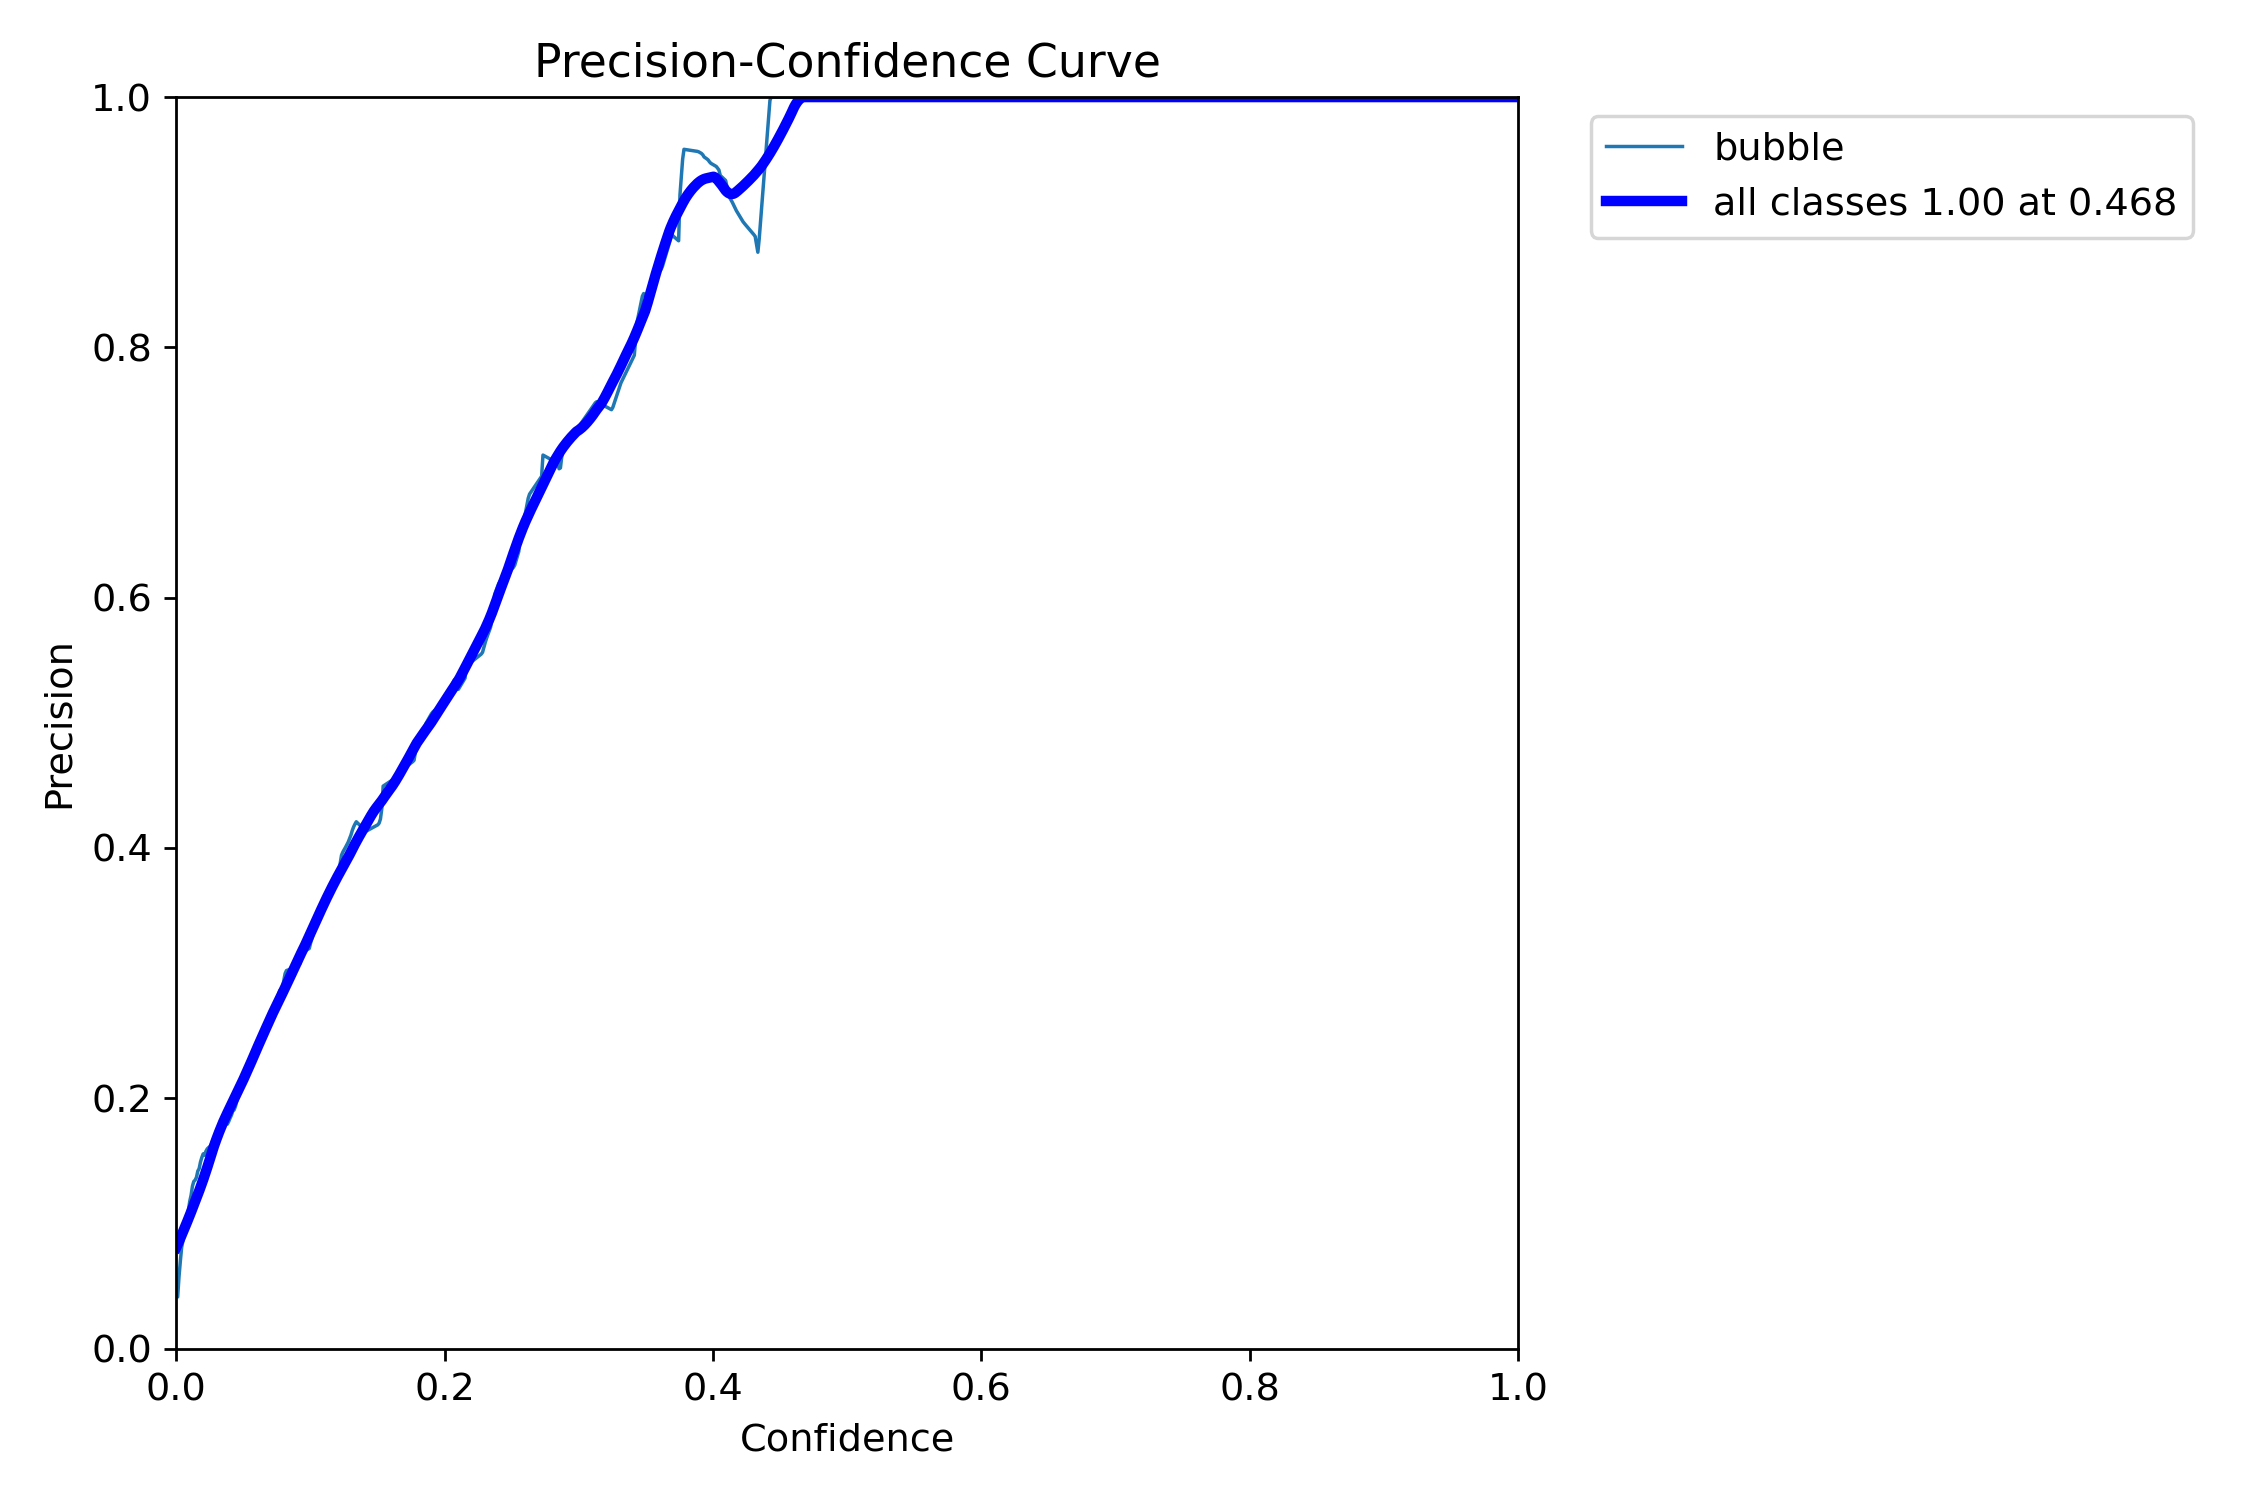 Precision-Confidence Curve
bubble
all classes 1.00 at 0.468
Precision
1.0
0.8
0.6
0.4
0.2
0.0
0.0 0.2 0.4 0.6 0.8 1.0
Confidence